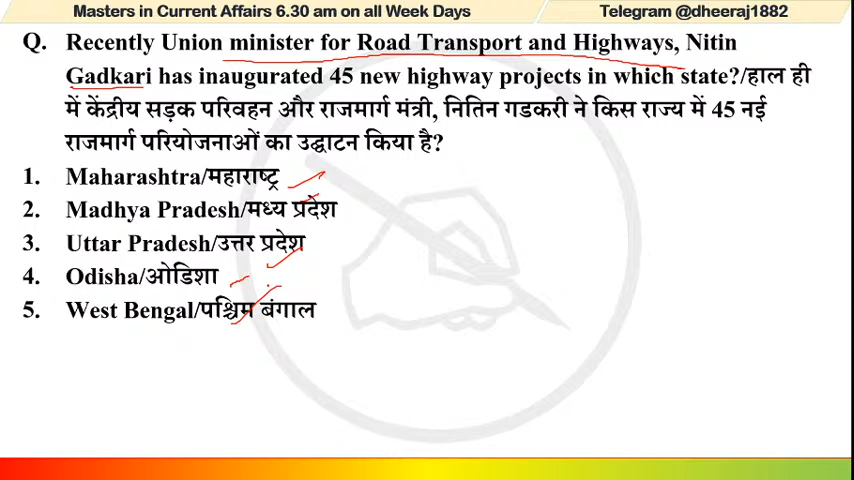 Masters in Current Affairs 6.30 am on all Week Days
Telegram @dheeraj1882
Q. Recently Union minister for Road Transport and Highways, Nitin
Gadkari has inaugurated 45 new highway projects in which state?/हाल ही
में केंद्रीय सड़क परिवहन और राजमार्ग मंत्री, नितिन गडकरी ने किस राज्य में 45 नई
राजमार्ग परियोजनाओं का उद्घाटन किया है?
1. Maharashtra/महाराष्ट्र
2. Madhya Pradesh/मध्य प्रदेश
3. Uttar Pradesh/उत्तर प्रदेश
4. Odisha/ओडिशा
5. West Bengal/पश्चिम बंगाल